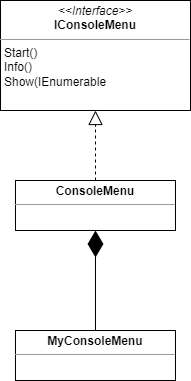 <<Interface>>
IConsoleMenu
Start()
Info()
Show(IEnumerable
ConsoleMenu
MyConsoleMenu